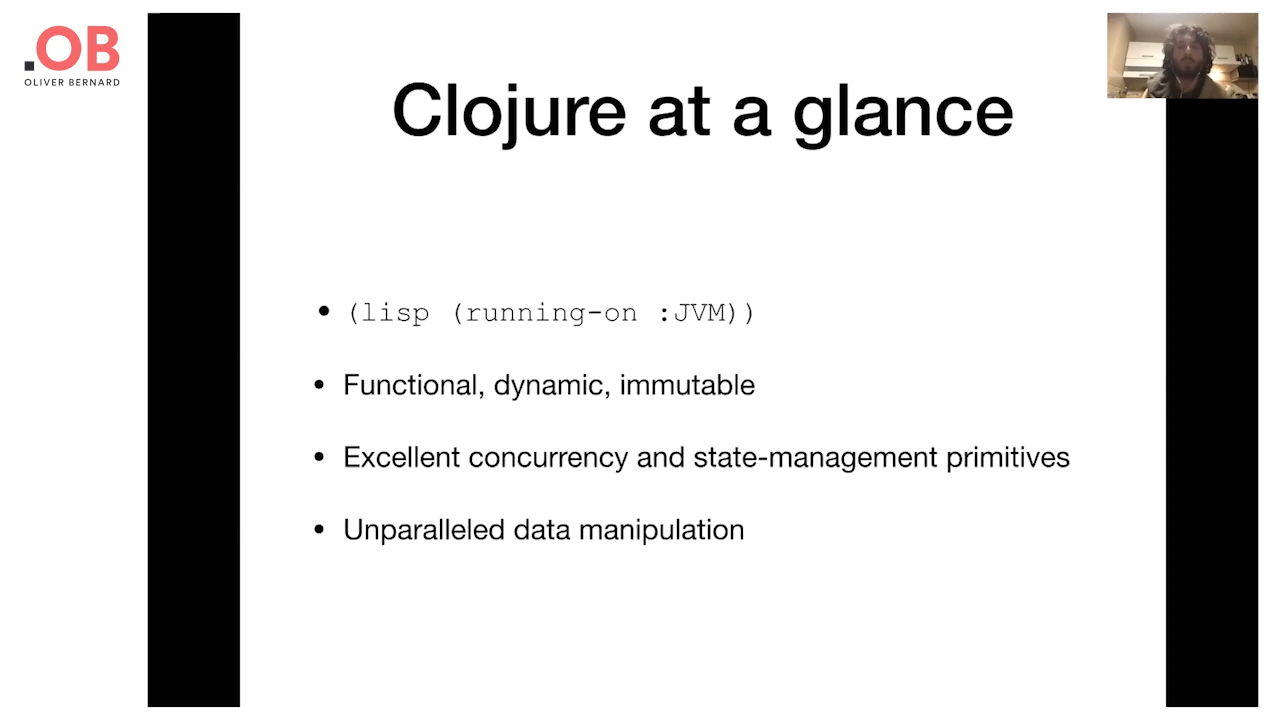 .OB
OLIVER BERNARD
Clojure at a glance
• (lisp (running-on :JVM))
• Functional, dynamic, immutable
• Excellent concurrency and state-management primitives
• Unparalleled data manipulation